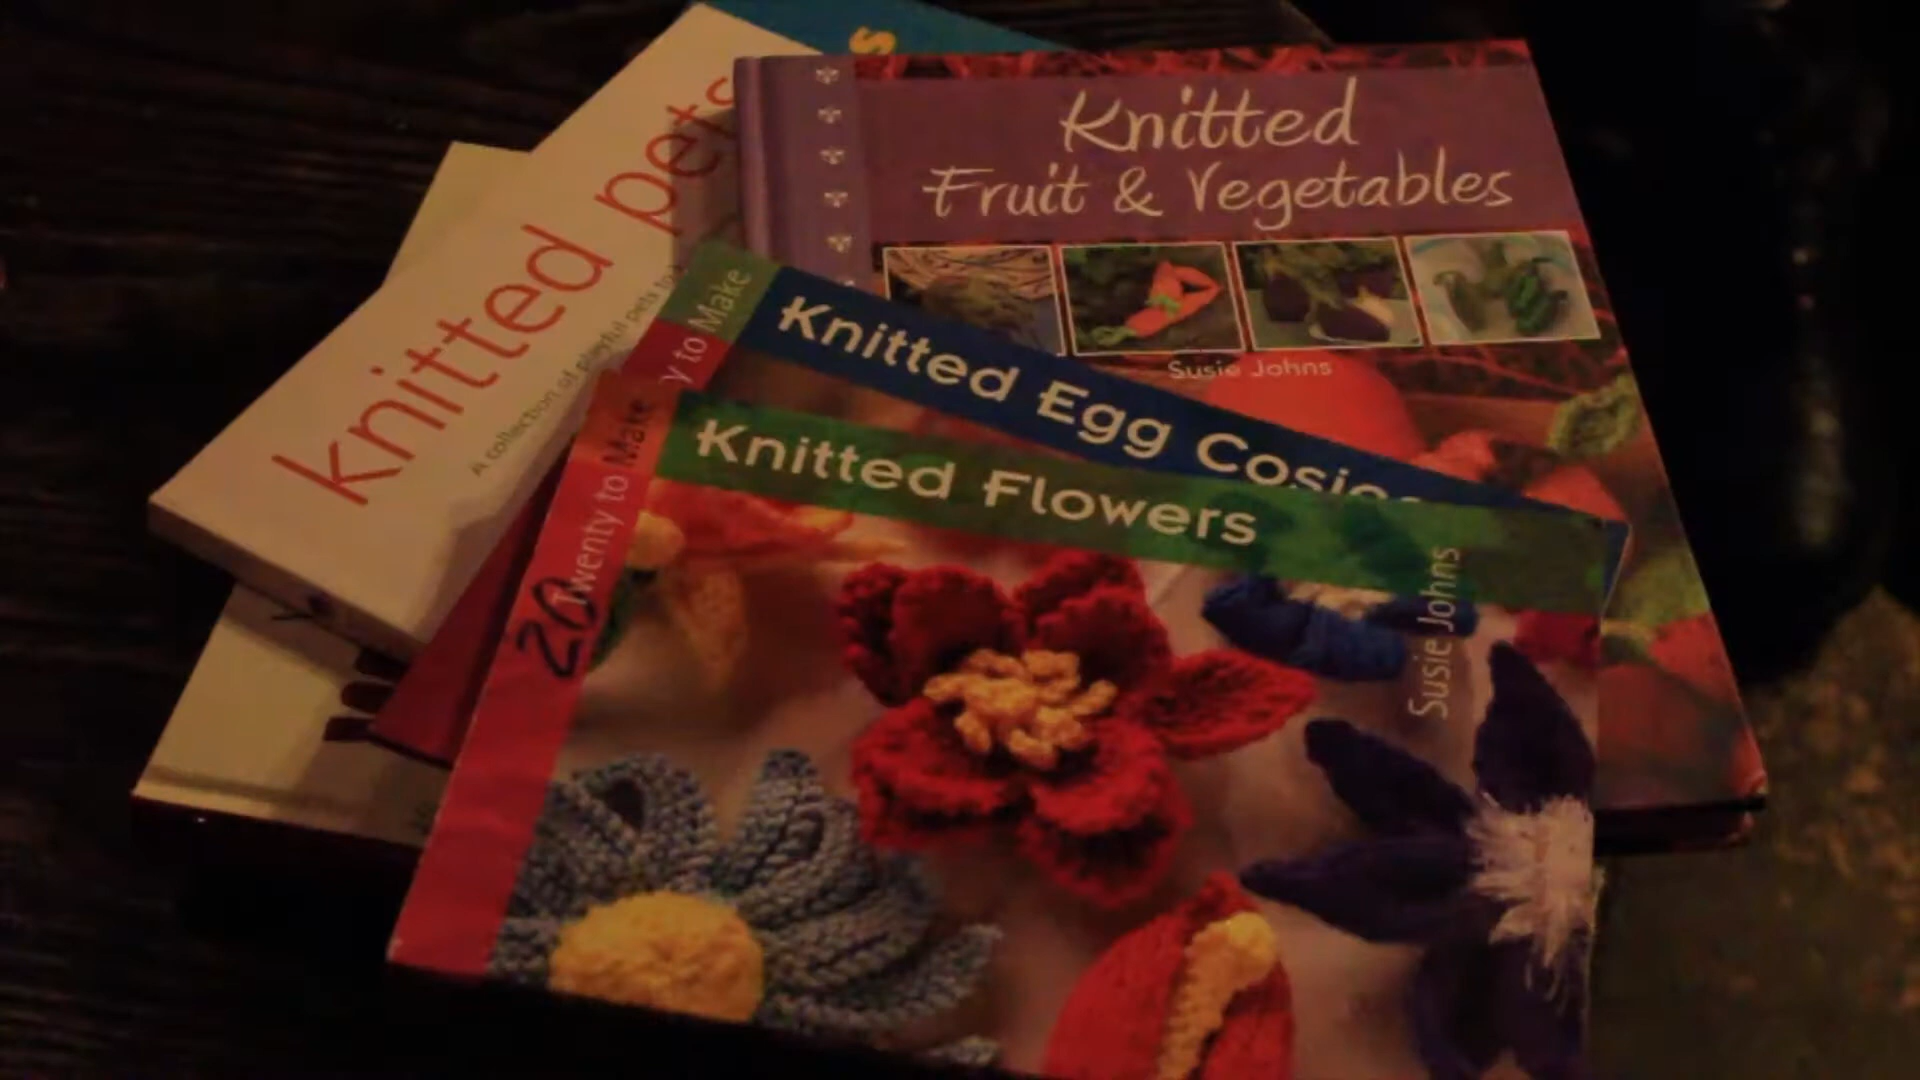 s
knitted pets
A collection of playful pets to
Knitted
Fruit & Vegetables
Susie Johns
y to Make
Knitted Egg Cosies
Twenty to Make
20
Knitted Flowers
Susie Johns